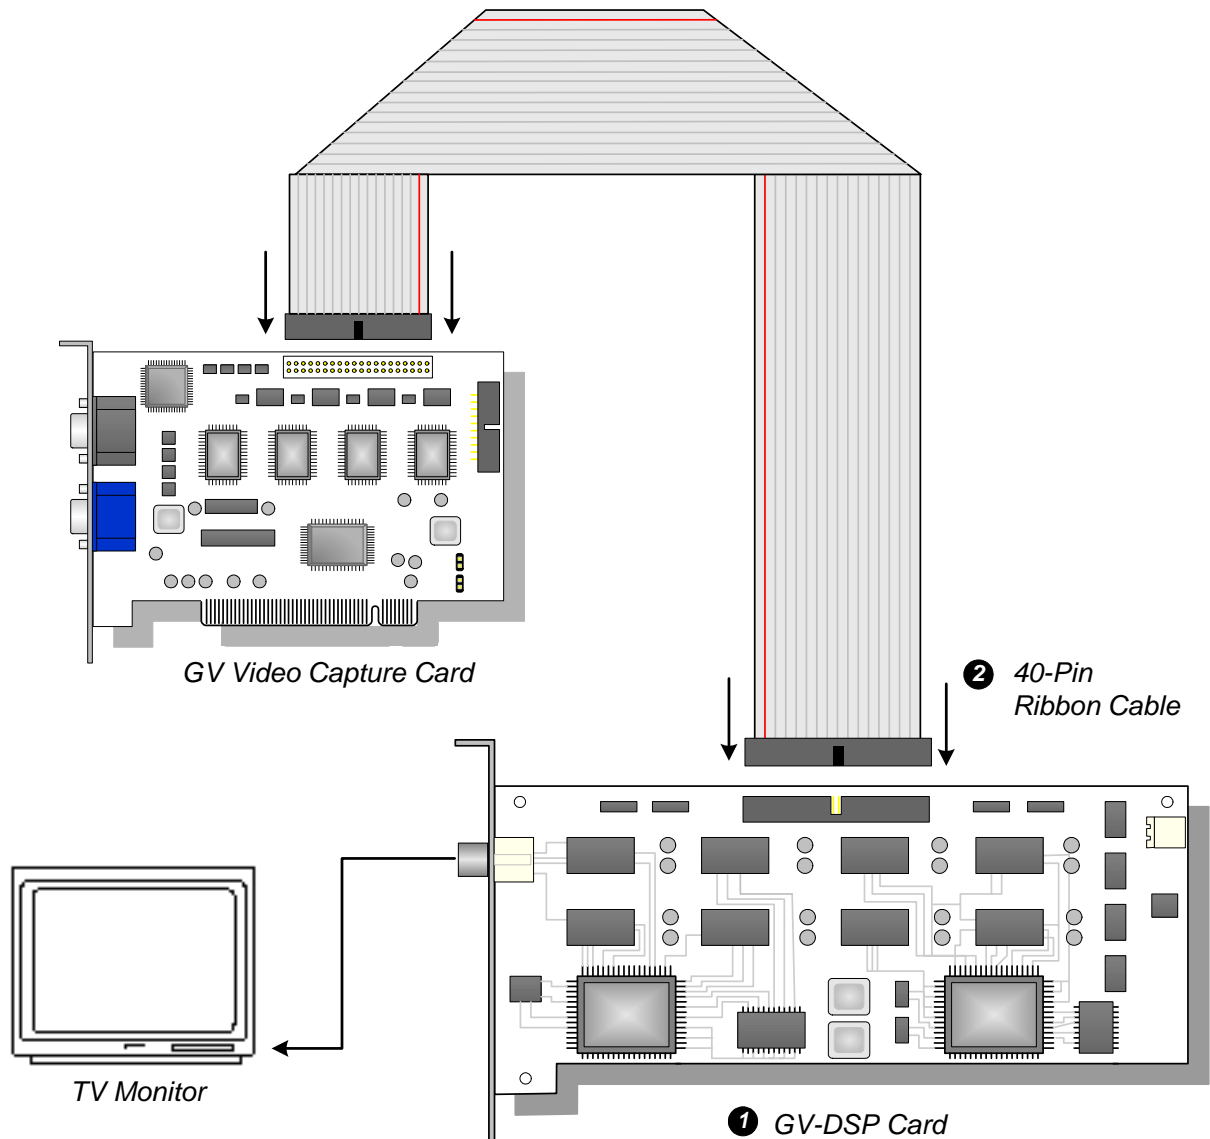 GV Video Capture Card
2 40-Pin
Ribbon Cable
TV Monitor
1 GV-DSP Card